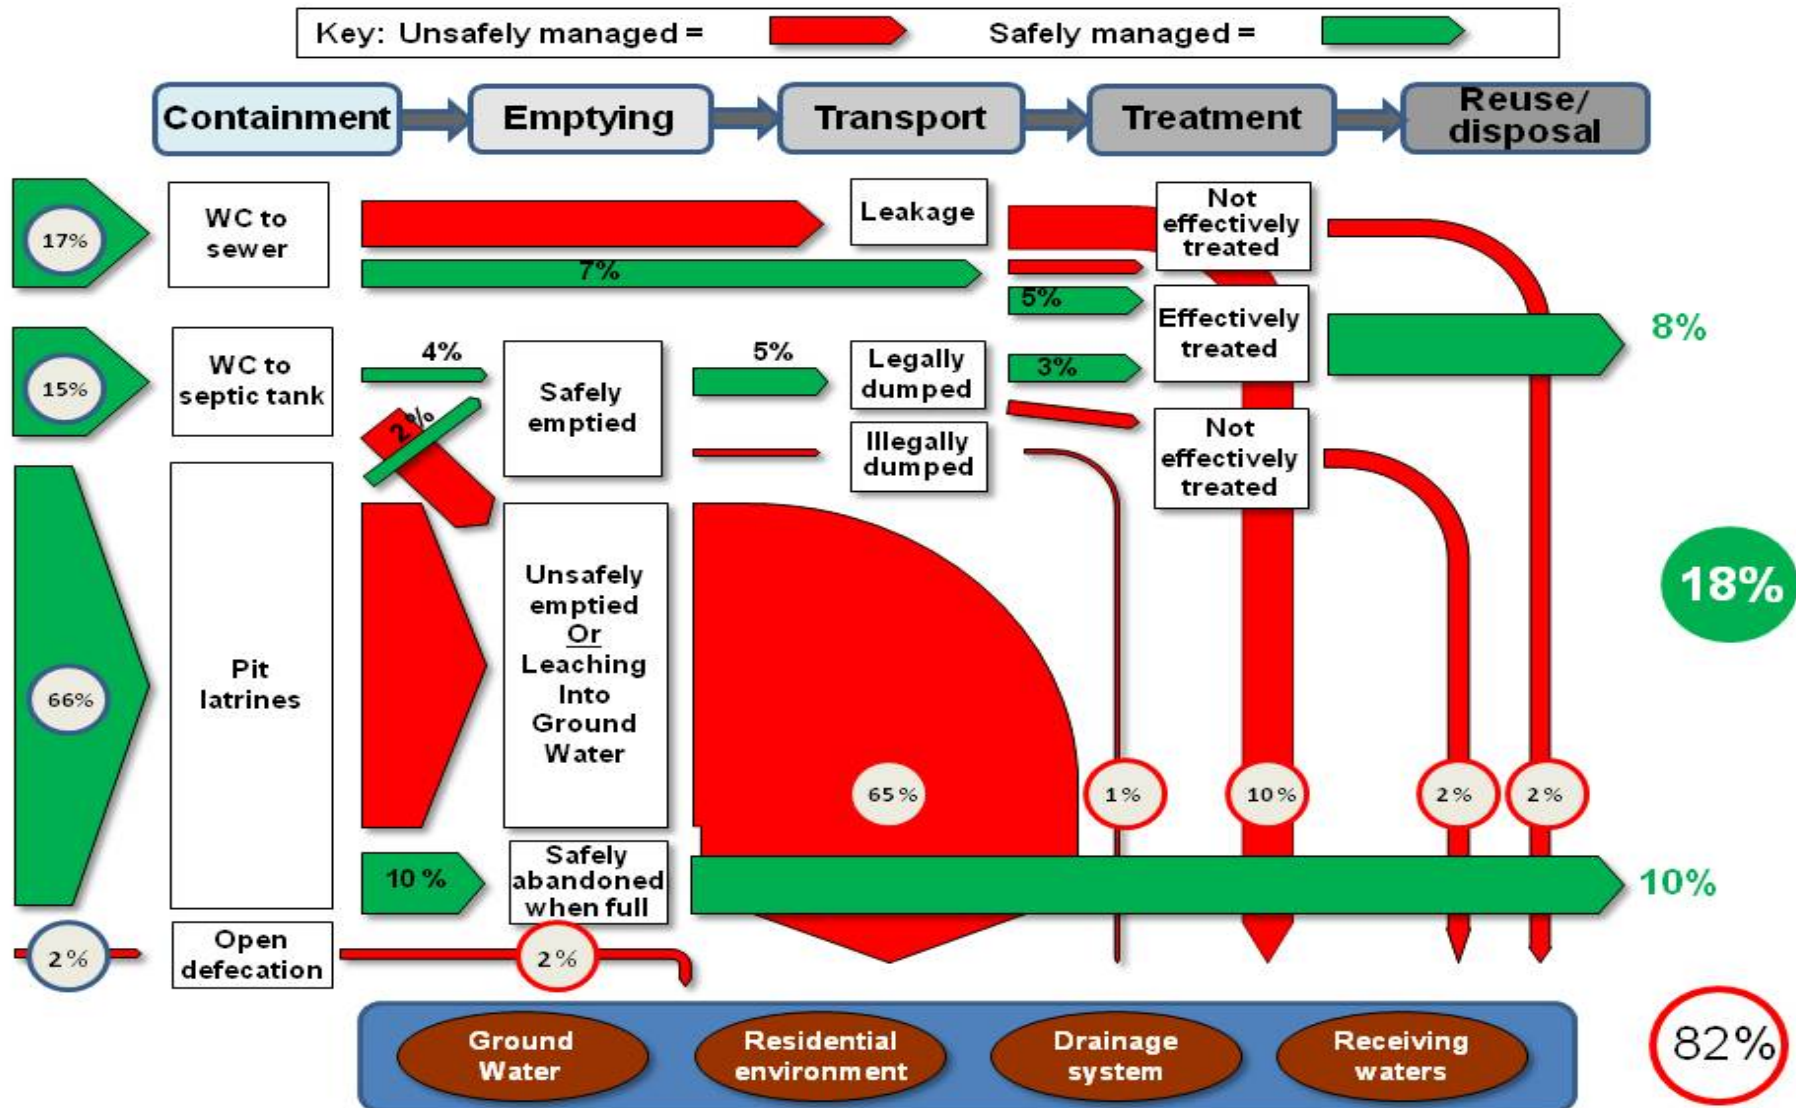 Key: Unsafely managed =
Safely managed =
Containment
Emptying
Transport
Treatment
Reuse/
disposal
17%
WC to
sewer
7%
Leakage
5%
Not
effectively
treated
Effectively
treated
8%
15%
WC to
septic tank
4%
2%
Safely
emptied
5%
Legally
dumped
3%
Illegally
dumped
Not
effectively
treated
66%
Pit
latrines
Unsafely
emptied
Or
Leaching
Into
Ground
Water
18%
65%
1%
10%
2%
2%
10 %
Safely
abandoned
when full
10%
2%
Open
defecation
2%
Ground
Water
Residential
environment
Drainage
system
Receiving
waters
82%